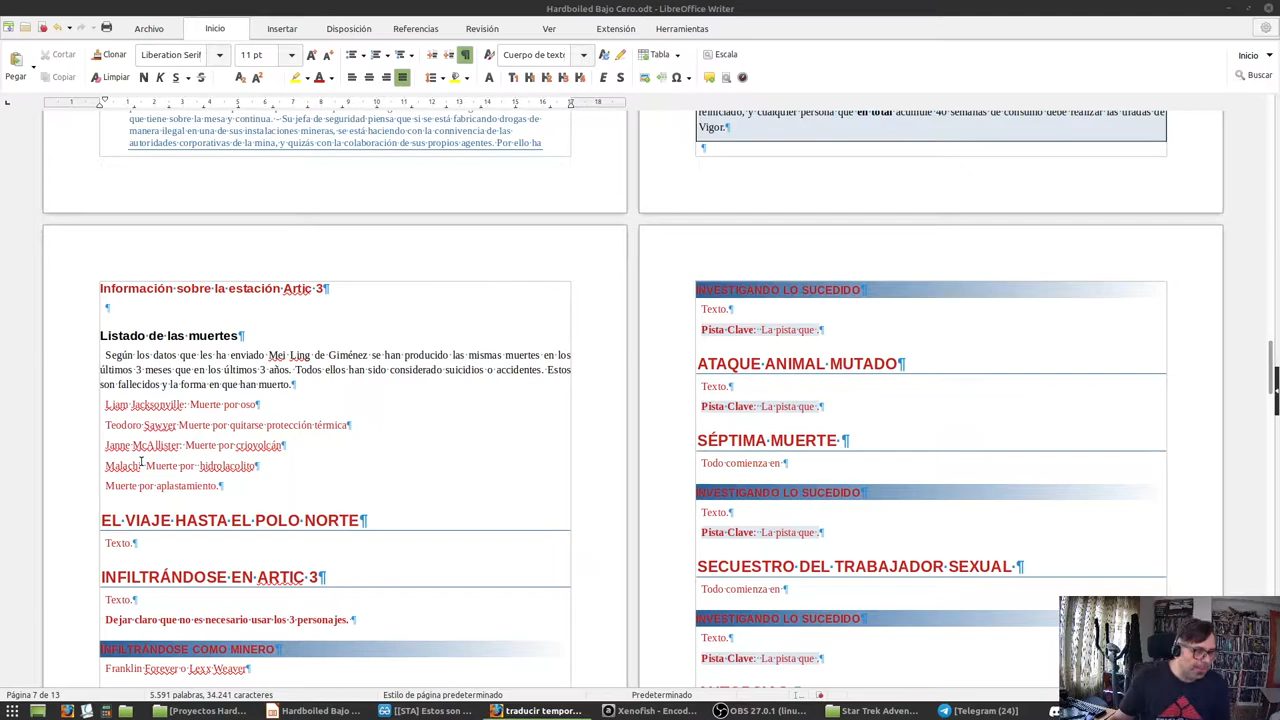 Hardboiled Bajo Cero.odt - LibreOffice Writer
Archivo Inicio Insertar Disposición Referencias Revisión Ver Extensión Herramientas
Pegar Cortar Clonar Liberation Serif 11 pt Cuerpo de texto Tabla Escala Inicio
Copiar Limpiar Buscar
que tiene sobre la mesa y continua. - Su jefa de seguridad piensa que si se está fabricando drogas de
manera ilegal en una de sus instalaciones mineras, se está haciendo con la connivencia de las
autoridades corporativas de la mina, y quizás con la colaboración de sus propios agentes. Por ello ha
reiniciado, y cualquier persona que en total acumule 40 semanas de consumo debe realizar las tiradas de
Vigor.¶
¶
Información sobre la estación Artic 3¶
¶
Listado de las muertes¶
Según los datos que les ha enviado Mei Ling de Giménez se han producido las mismas muertes en los
últimos 3 meses que en los últimos 3 años. Todos ellos han sido considerado suicidios o accidentes. Estos
son fallecidos y la forma en que han muerto.¶
Liam Jacksonville: Muerte por oso¶
Teodoro Sawyer Muerte por quitarse protección térmica¶
Janne McAllister: Muerte por criovolcán¶
Malachi Muerte por hidrolacolito¶
Muerte por aplastamiento.¶
EL VIAJE HASTA EL POLO NORTE¶
Texto.¶
INFILTRÁNDOSE EN ARTIC 3¶
Texto.¶
Dejar claro que no es necesario usar los 3 personajes. ¶
INFILTRÁNDOSE COMO MINERO¶
Franklin Forever o Lexx Weaver¶
INVESTIGANDO LO SUCEDIDO¶
Texto.¶
Pista Clave: La pista que .¶
ATAQUE ANIMAL MUTADO¶
Texto.¶
Pista Clave: La pista que .¶
SÉPTIMA MUERTE ¶
Todo comienza en ¶
INVESTIGANDO LO SUCEDIDO¶
Texto.¶
Pista Clave: La pista que .¶
SECUESTRO DEL TRABAJADOR SEXUAL ¶
Todo comienza en ¶
INVESTIGANDO LO SUCEDIDO¶
Texto.¶
Pista Clave: La pista que .¶
Página 7 de 13 5.591 palabras, 34.241 caracteres Estilo de página predeterminado Predeterminado
[Proyectos Hard... Hardboiled Bajo ... [[STA] Estos son ... traducir tempor... Xenofish - Encod... OBS 27.0.1 (linu... Star Trek Adven... [Telegram (24)]